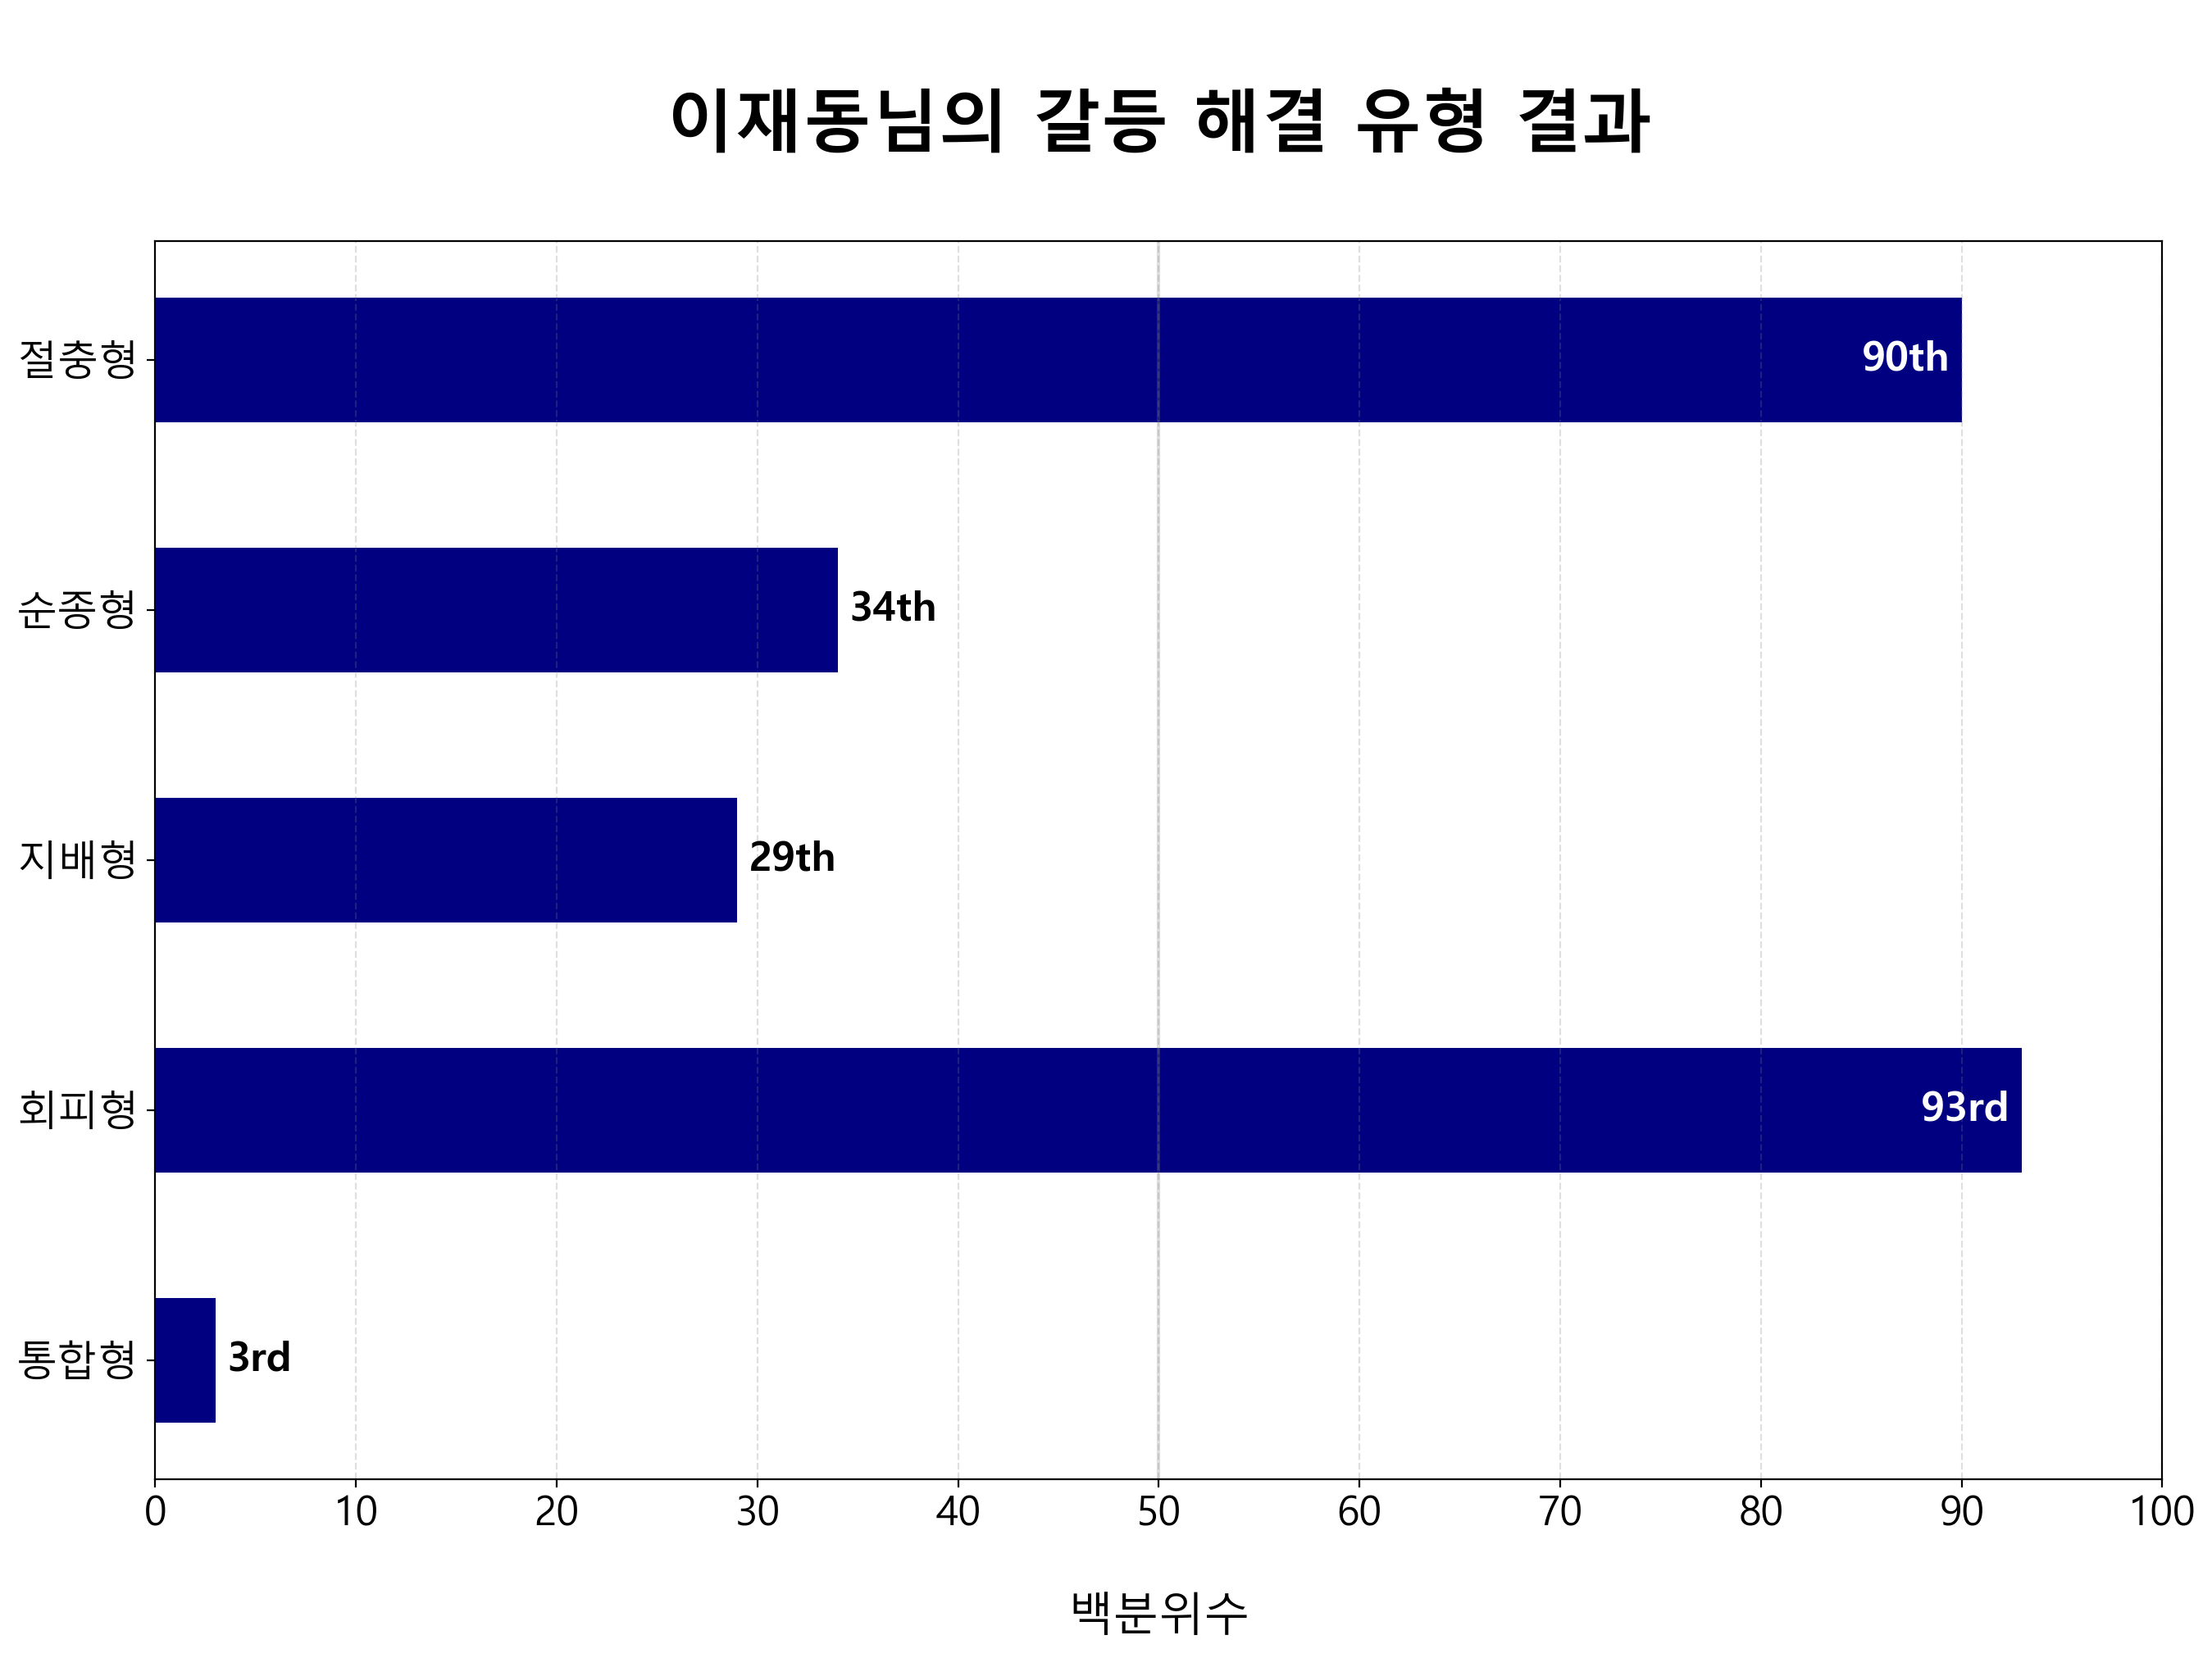 이재동님의 갈등 해결 유형 결과
절충형 90th
순종형 34th
지배형 29th
회피형 93rd
통합형 3rd
0 10 20 30 40 50 60 70 80 90 100
백분위수